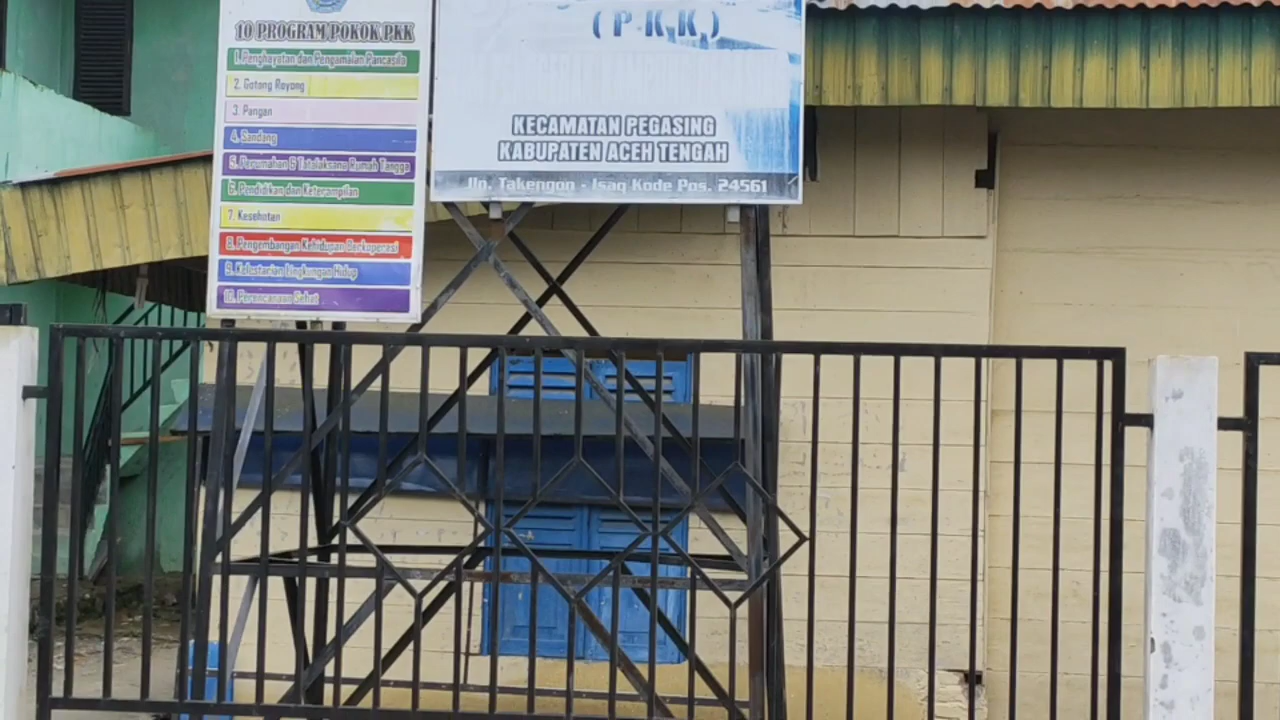 10 PROGRAM POKOK PKK
1. Penghayatan dan Pengamalan Pancasila
2. Gotong Royong
3. Pangan
4. Sandang
5. Perumahan & Tatalaksana Rumah Tangga
6. Pendidikan dan Keterampilan
7. Kesehatan
8. Pengembangan Kehidupan Berkoperasi
9. Kelestarian Lingkungan Hidup
10. Perencanaan Sehat
( P.K.K )
KECAMATAN PEGASING
KABUPATEN ACEH TENGAH
Jln. Takengon - Isaq Kode Pos. 24561